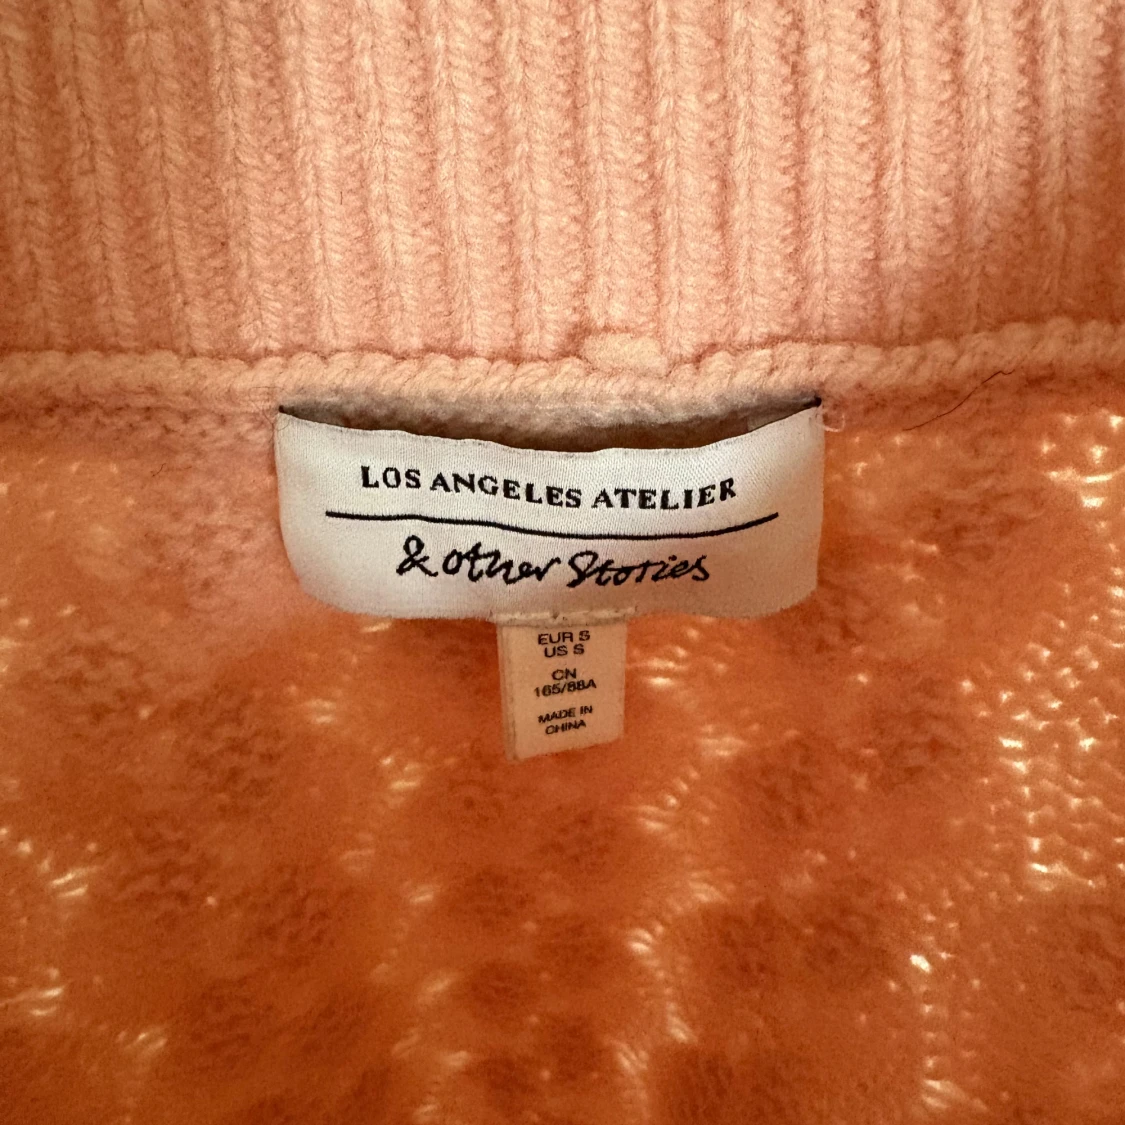 LOS ANGELES ATELIER
& other Stories
EUR S
US S
CN
165/88A
MADE IN
CHINA